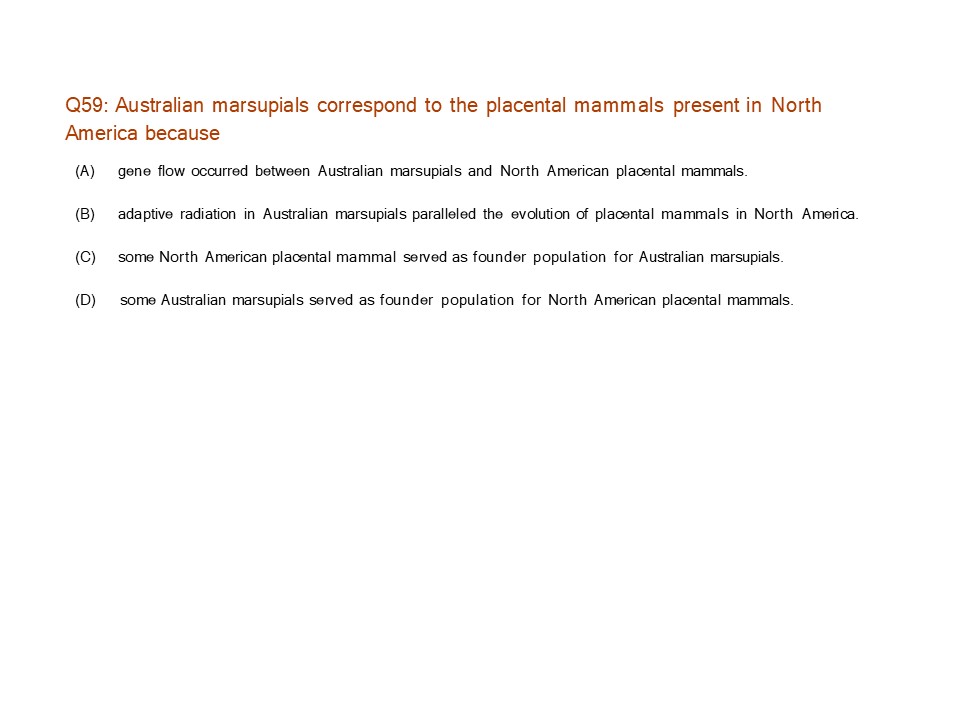 Q59: Australian marsupials correspond to the placental mammals present in North
America because
(A) gene flow occurred between Australian marsupials and North American placental mammals.
(B) adaptive radiation in Australian marsupials paralleled the evolution of placental mammals in North America.
(C) some North American placental mammal served as founder population for Australian marsupials.
(D) some Australian marsupials served as founder population for North American placental mammals.